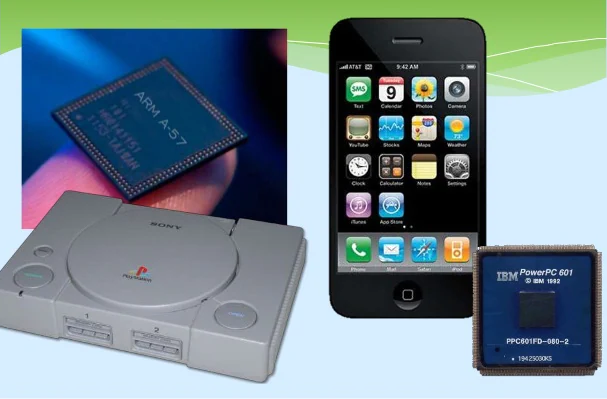 ARM A-57
SONY
PlayStation
1
2
AT&T 3G 9:42 AM
Tuesday
9
280
73°
Text Calendar Photos Camera
SMS
YouTube Stocks Maps Weather
Clock Calculator Notes Settings
iTunes App Store
Phone Mail Safari iPod
IBM PowerPC 601
© IBM 1992
PPC601FD-080-2